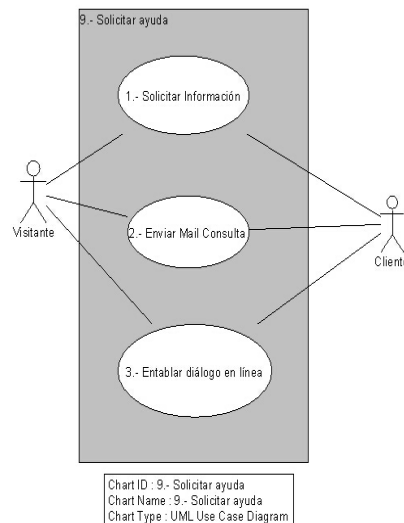 9.- Solicitar ayuda
1.- Solicitar Información
Visitante
2.- Enviar Mail Consulta
Cliente
3.- Entablar diálogo en línea
Chart ID : 9.- Solicitar ayuda
Chart Name : 9.- Solicitar ayuda
Chart Type : UML Use Case Diagram